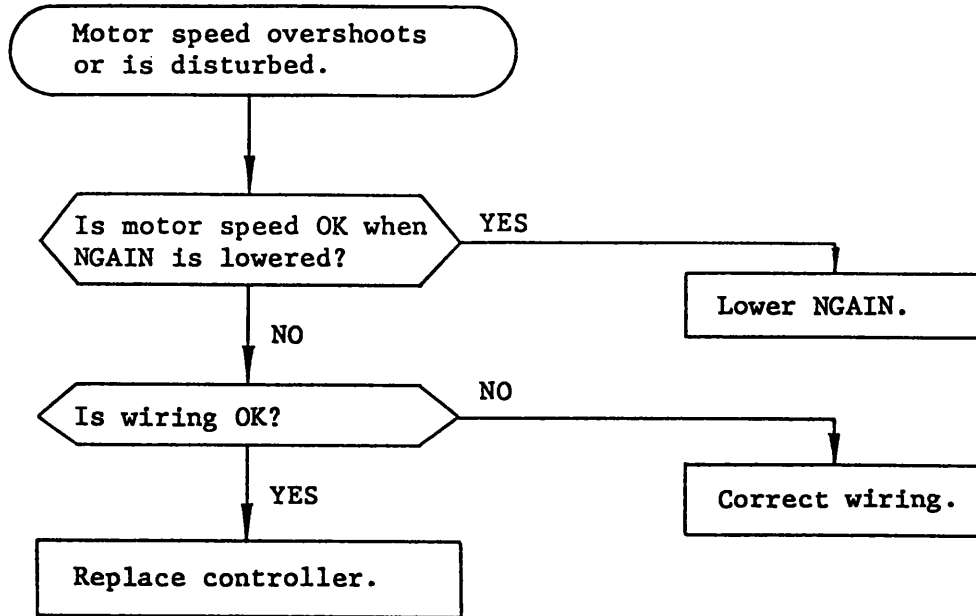 Motor speed overshoots
or is disturbed.
Is motor speed OK when
NGAIN is lowered?
YES
Lower NGAIN.
NO
Is wiring OK?
NO
Correct wiring.
YES
Replace controller.